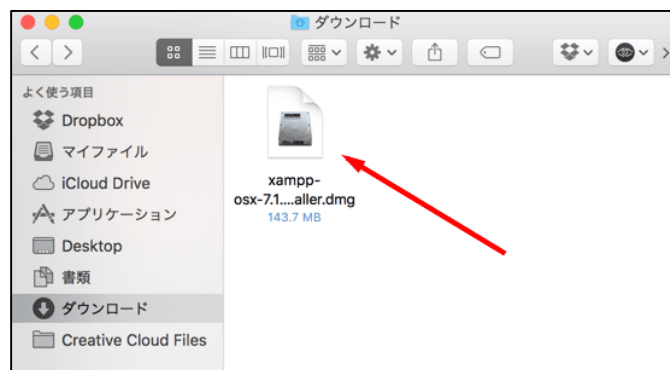 ダウンロード
よく使う項目
Dropbox
マイファイル
iCloud Drive
アプリケーション
Desktop
書類
ダウンロード
Creative Cloud Files
xampp-
osx-7.1....aller.dmg
143.7 MB